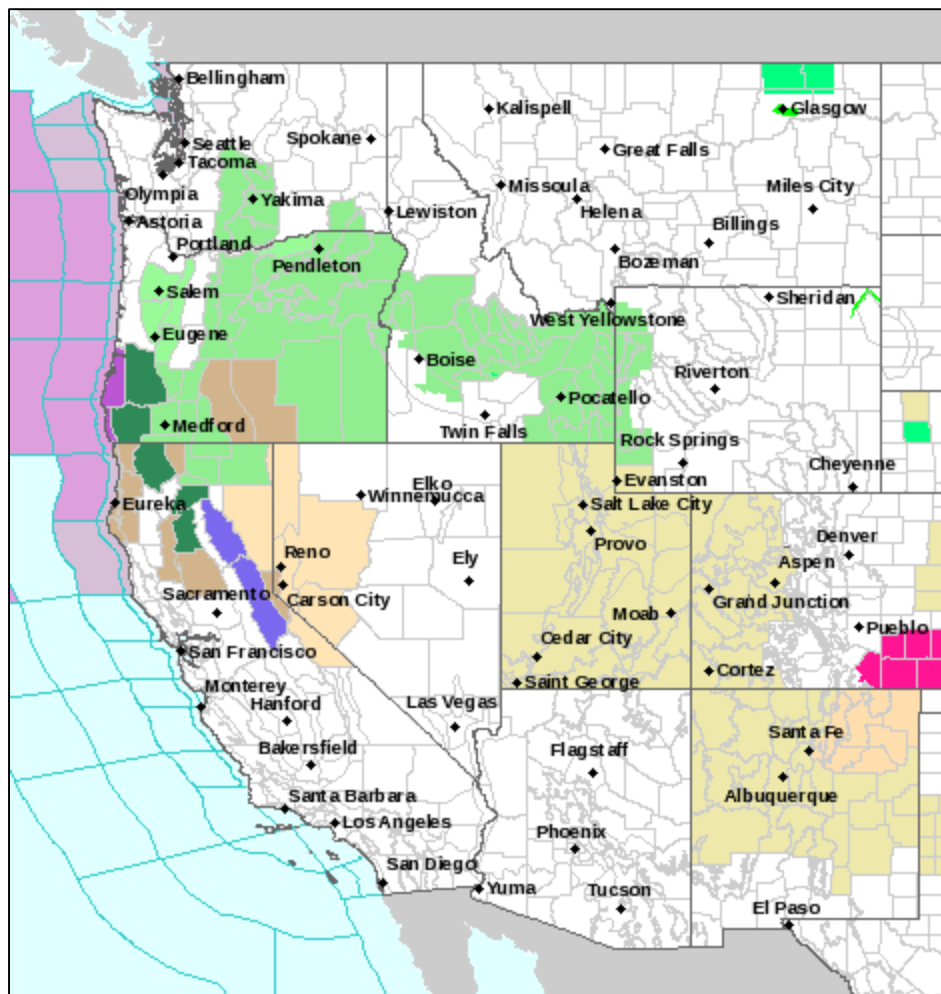 Bellingham
Kalispell
Glasgow
Seattle
Spokane
Great Falls
Tacoma
Olympia
Missoula
Miles City
Yakima
Helena
Astoria
Lewiston
Billings
Portland
Pendleton
Bozeman
Salem
Sheridan
West Yellowstone
Eugene
Boise
Riverton
Pocatello
Medford
Twin Falls
Rock Springs
Cheyenne
Elko
Evanston
Eureka
Winnemucca
Salt Lake City
Provo
Denver
Reno
Ely
Aspen
Sacramento
Carson City
Grand Junction
Moab
Pueblo
Cedar City
San Francisco
Cortez
Saint George
Monterey
Hanford
Las Vegas
Santa Fe
Bakersfield
Flagstaff
Albuquerque
Santa Barbara
Los Angeles
Phoenix
San Diego
Yuma
Tucson
El Paso